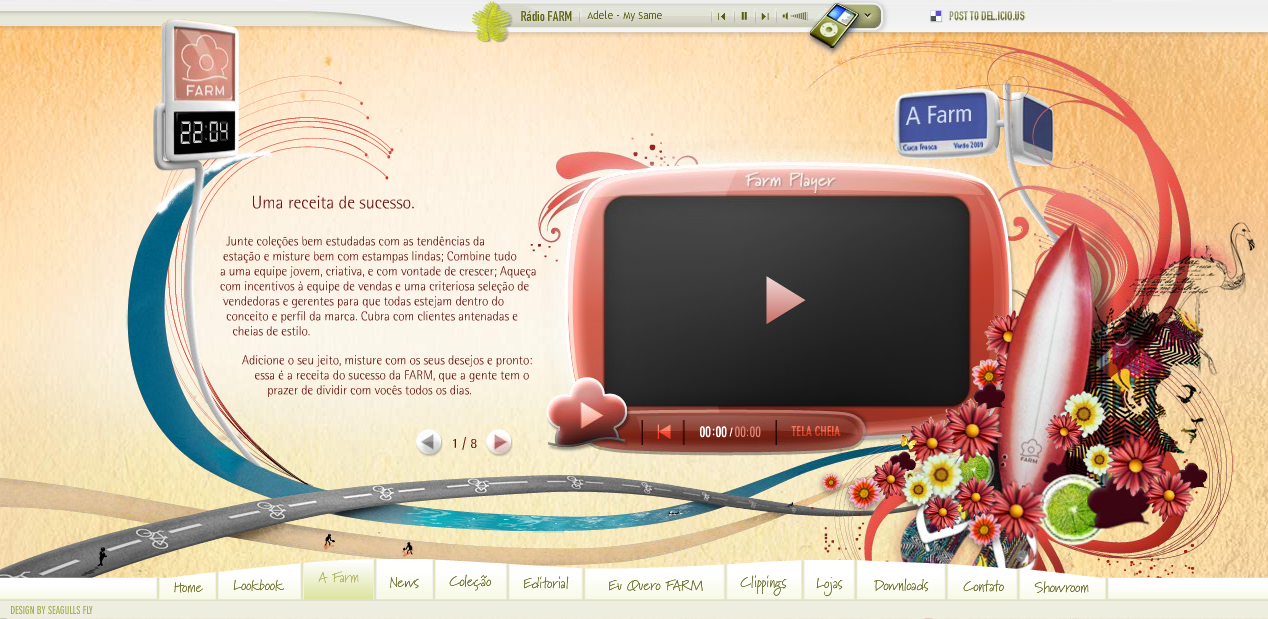 Rádio FARM
Adele - My Same
POST TO DEL.ICIO.US
FARM
22:04
A Farm
Cuca Fresca Verão 2009
Farm Player
Uma receita de sucesso.
Junte coleções bem estudadas com as tendências da
estação e misture bem com estampas lindas; Combine tudo
a uma equipe jovem, criativa, e com vontade de crescer; Aqueça
com incentivos à equipe de vendas e uma criteriosa seleção de
vendedoras e gerentes para que todas estejam dentro do
conceito e perfil da marca. Cubra com clientes antenadas e
cheias de estilo.
Adicione o seu jeito, misture com os seus desejos e pronto:
essa é a receita do sucesso da FARM, que a gente tem o
prazer de dividir com vocês todos os dias.
1 / 8
00:00 / 00:00
TELA CHEIA
FARM
Home
Lookbook
A Farm
News
Coleção
Editorial
Eu Quero FARM
Clippings
Lojas
Downloads
Contato
Showroom
DESIGN BY SEAGULLS FLY